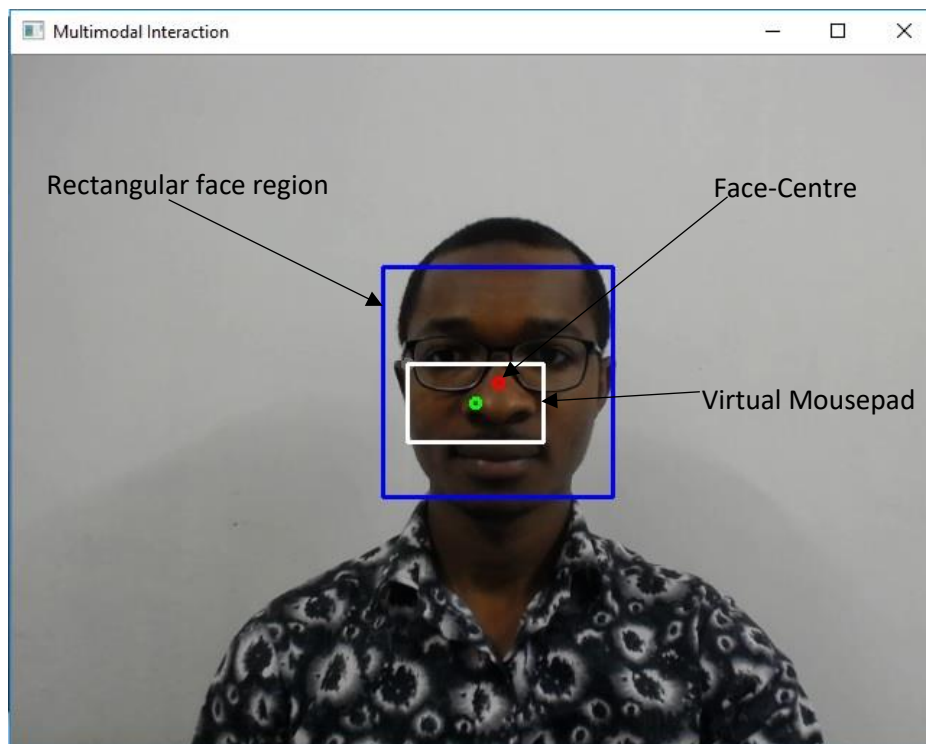 Multimodal Interaction
Rectangular face region
Face-Centre
Virtual Mousepad